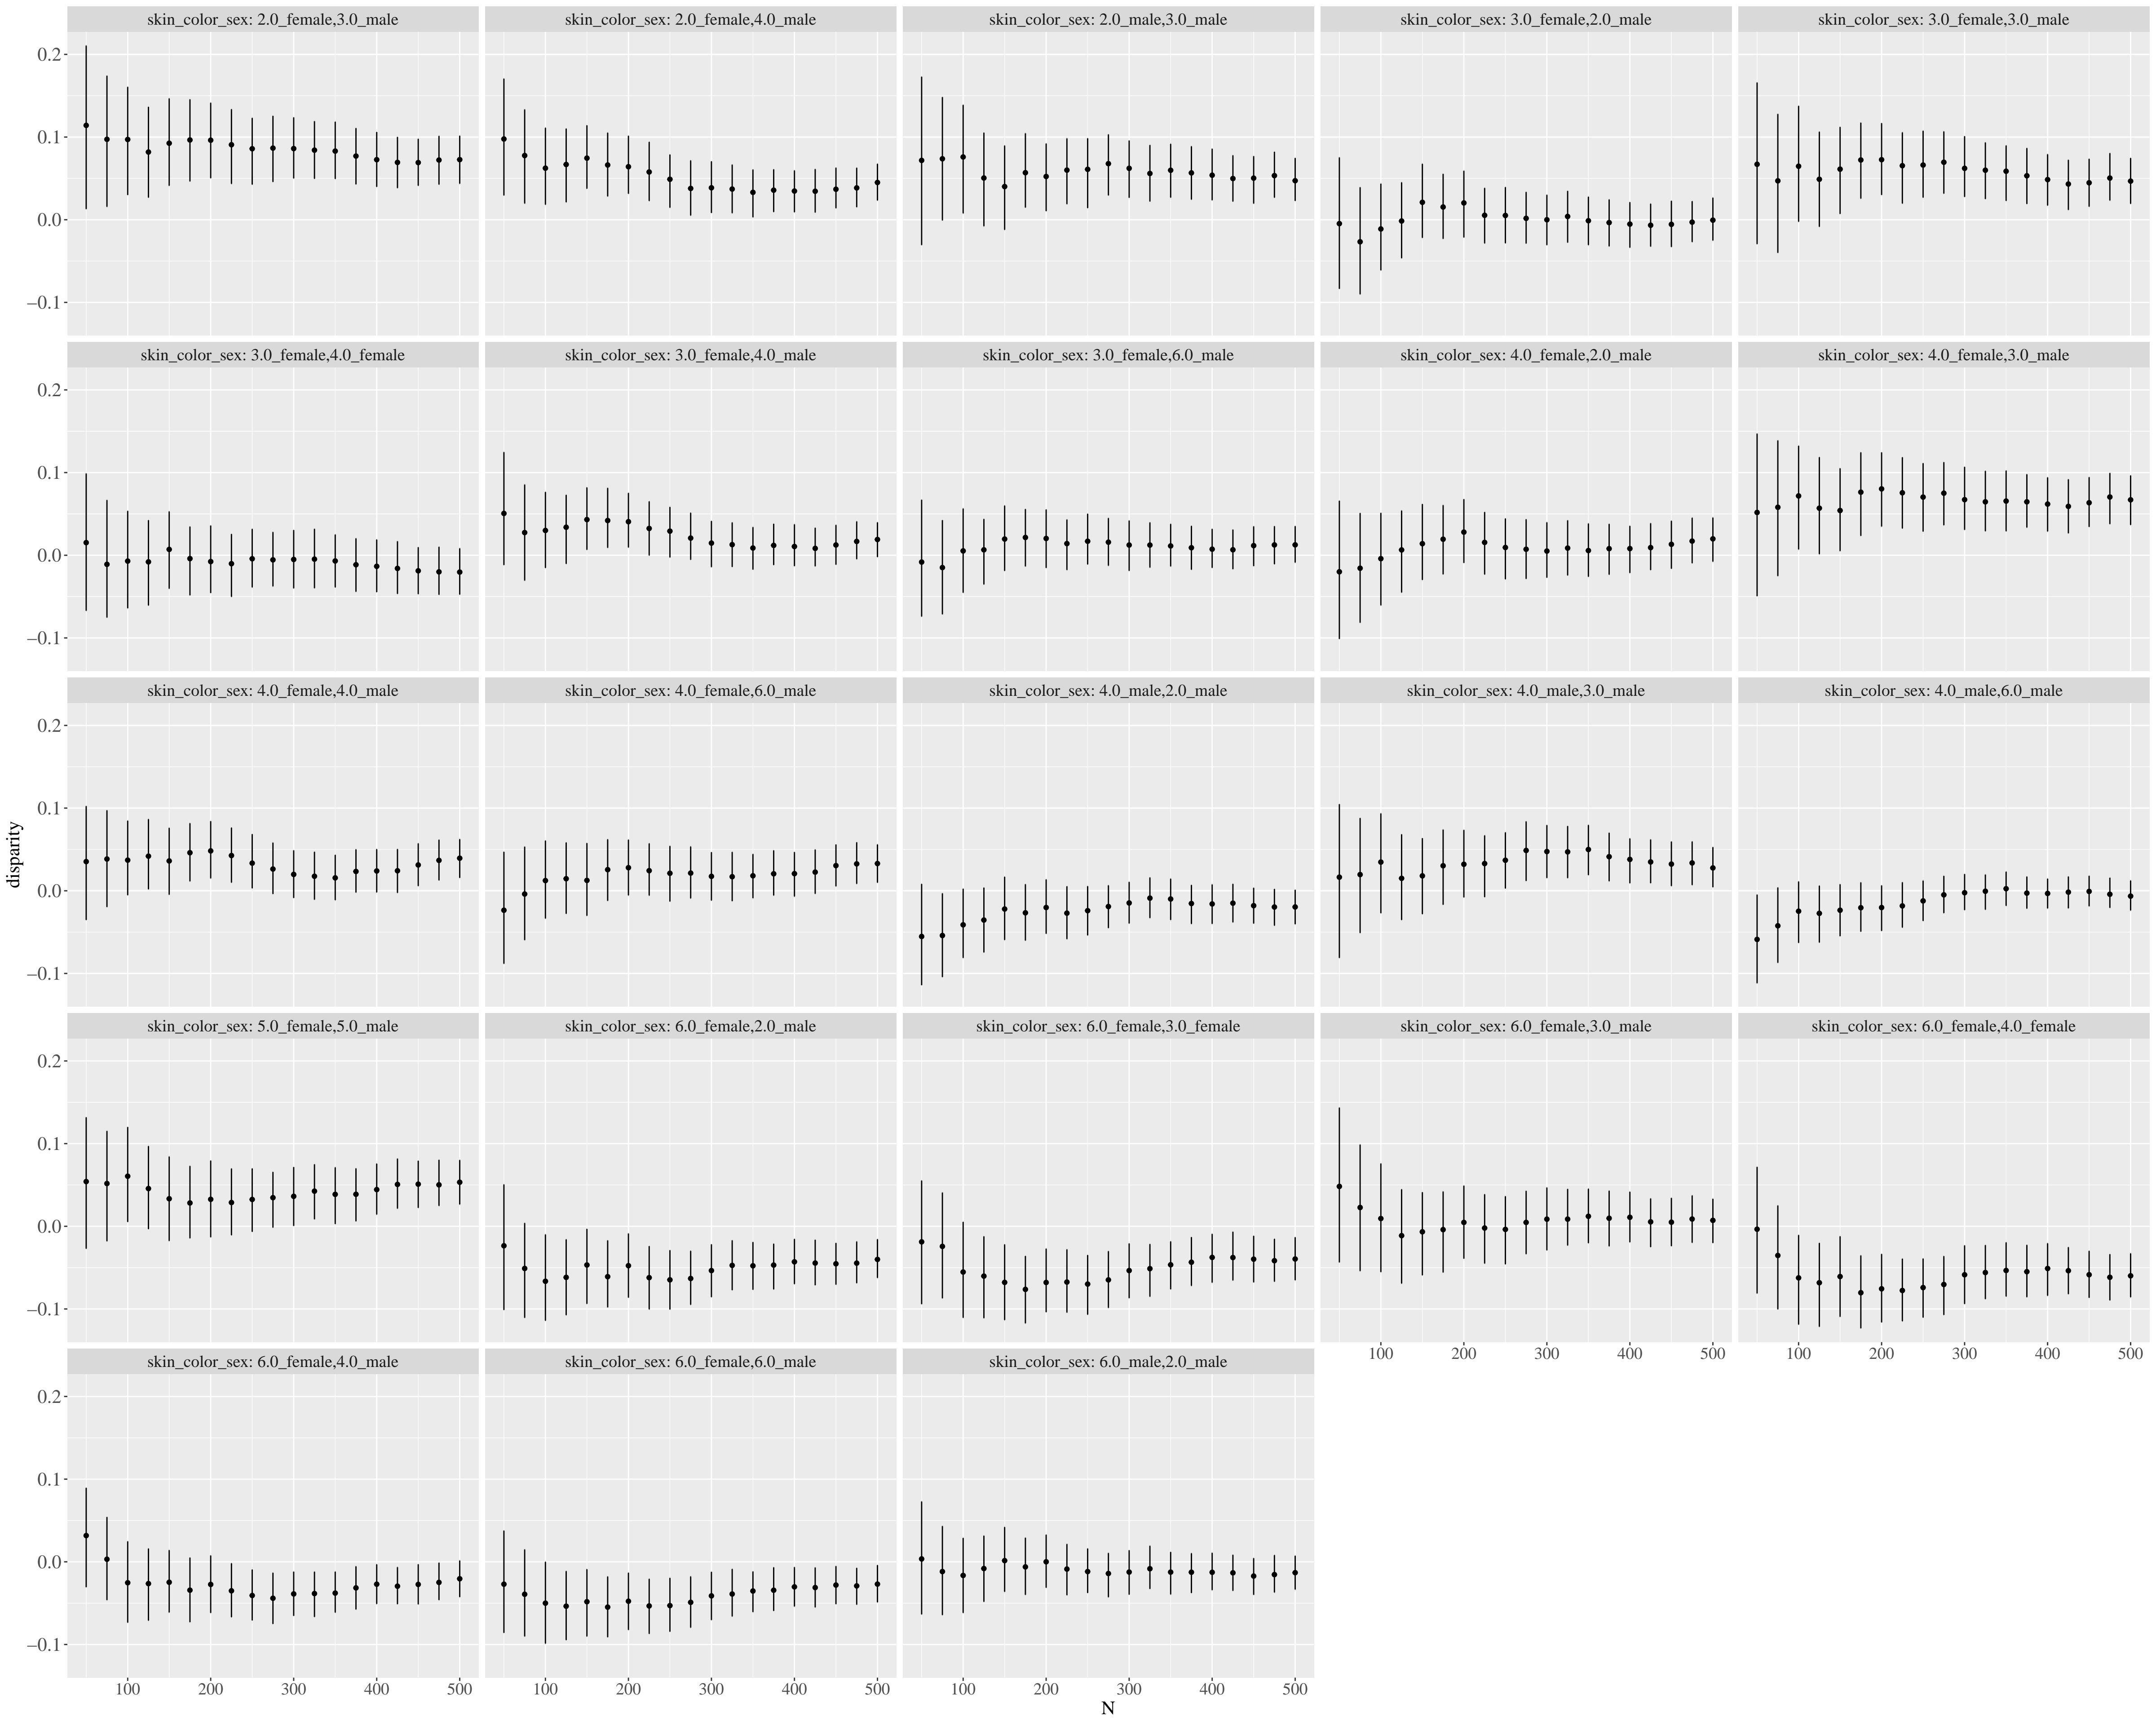 skin_color_sex: 2.0_female,3.0_male
skin_color_sex: 2.0_female,4.0_male
skin_color_sex: 2.0_male,3.0_male
skin_color_sex: 3.0_female,2.0_male
skin_color_sex: 3.0_female,3.0_male
0.2
0.1
0.0
−0.1
skin_color_sex: 3.0_female,4.0_female
skin_color_sex: 3.0_female,4.0_male
skin_color_sex: 3.0_female,6.0_male
skin_color_sex: 4.0_female,2.0_male
skin_color_sex: 4.0_female,3.0_male
0.2
0.1
0.0
−0.1
skin_color_sex: 4.0_female,4.0_male
skin_color_sex: 4.0_female,6.0_male
skin_color_sex: 4.0_male,2.0_male
skin_color_sex: 4.0_male,3.0_male
skin_color_sex: 4.0_male,6.0_male
0.2
0.1
0.0
−0.1
disparity
skin_color_sex: 5.0_female,5.0_male
skin_color_sex: 6.0_female,2.0_male
skin_color_sex: 6.0_female,3.0_female
skin_color_sex: 6.0_female,3.0_male
skin_color_sex: 6.0_female,4.0_female
0.2
0.1
0.0
−0.1
100 200 300 400 500
100 200 300 400 500
skin_color_sex: 6.0_female,4.0_male
skin_color_sex: 6.0_female,6.0_male
skin_color_sex: 6.0_male,2.0_male
0.2
0.1
0.0
−0.1
100 200 300 400 500
100 200 300 400 500
100 200 300 400 500
N